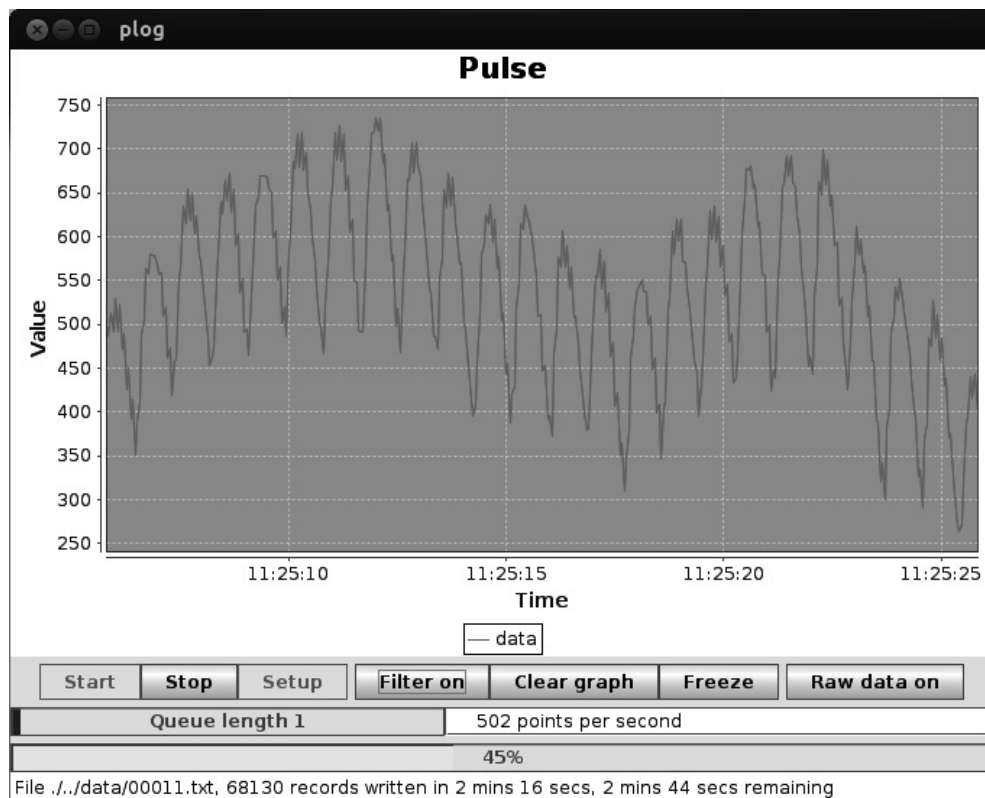 plog
Pulse
750
700
650
600
550
500
450
400
350
300
250
Value
11:25:10 11:25:15 11:25:20 11:25:25
Time
data
Start Stop Setup Filter on Clear graph Freeze Raw data on
Queue length 1 502 points per second
45%
File ./../data/00011.txt, 68130 records written in 2 mins 16 secs, 2 mins 44 secs remaining